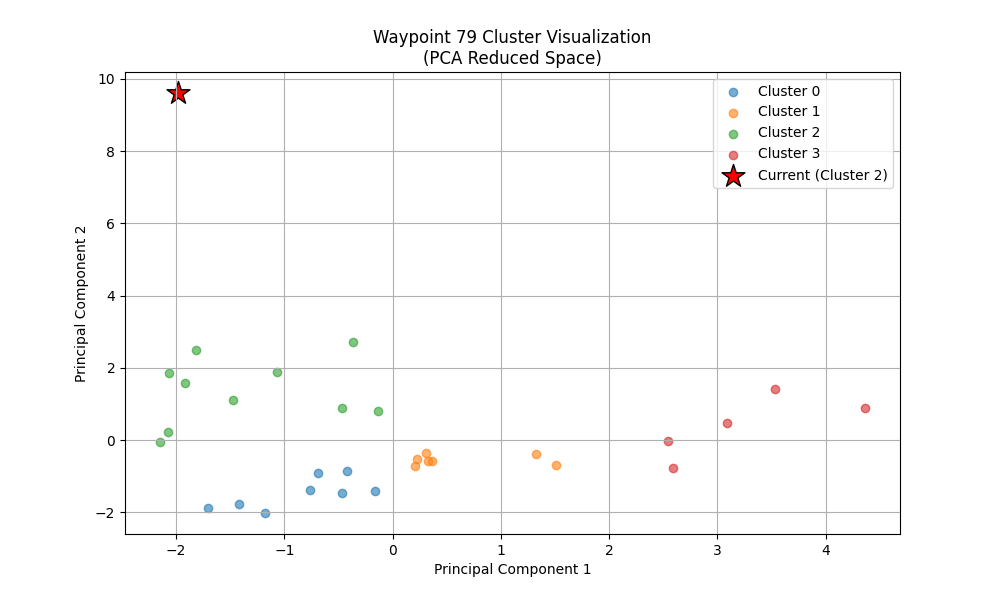 Waypoint 79 Cluster Visualization
(PCA Reduced Space)
Cluster 0
Cluster 1
Cluster 2
Cluster 3
Current (Cluster 2)
Principal Component 2
10
8
6
4
2
0
−2
−2 −1 0 1 2 3 4
Principal Component 1